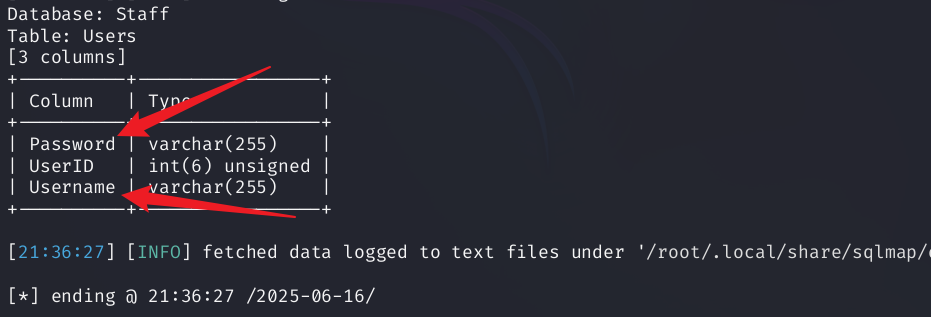 Database: Staff
Table: Users
[3 columns]
+----------+-----------------+
| Column   | Type            |
+----------+-----------------+
| Password | varchar(255)    |
| UserID   | int(6) unsigned |
| Username | varchar(255)    |
+----------+-----------------+
[21:36:27] [INFO] fetched data logged to text files under '/root/.local/share/sqlmap/
[*] ending @ 21:36:27 /2025-06-16/